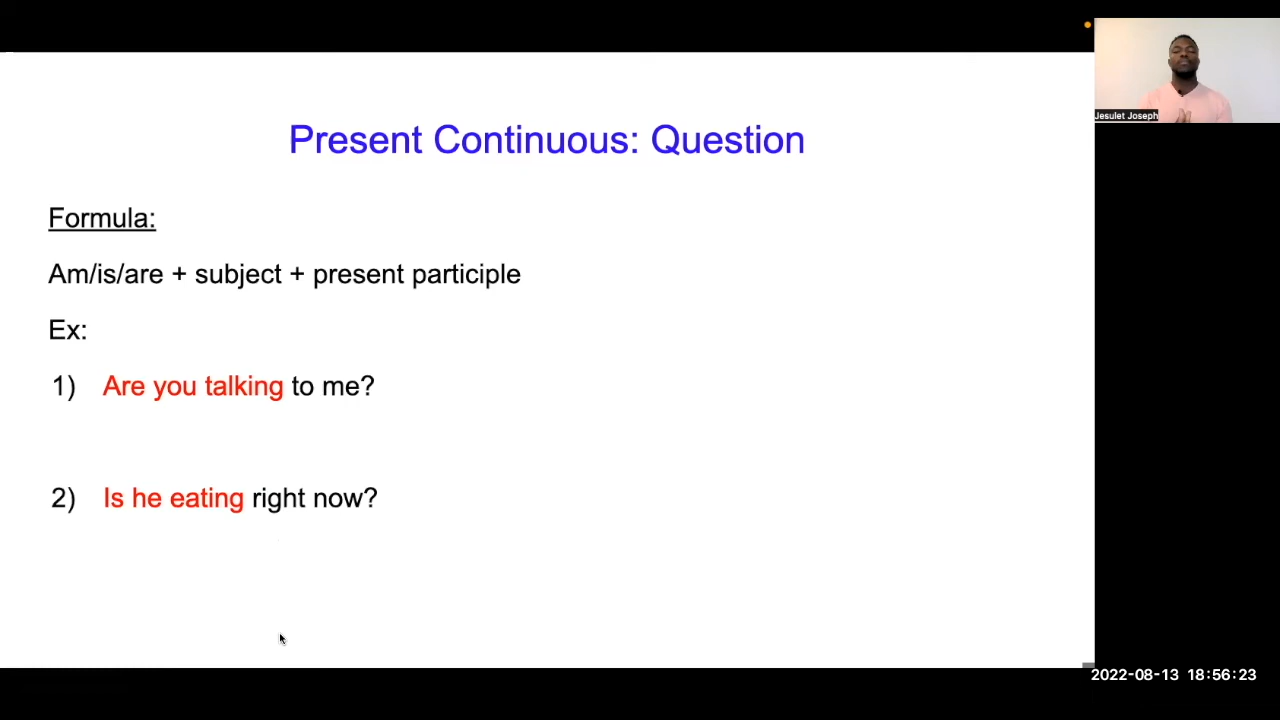 Present Continuous: Question
Jesulet Joseph
Formula:
Am/is/are + subject + present participle
Ex:
1) Are you talking to me?
2) Is he eating right now?
2022-08-13 18:56:23